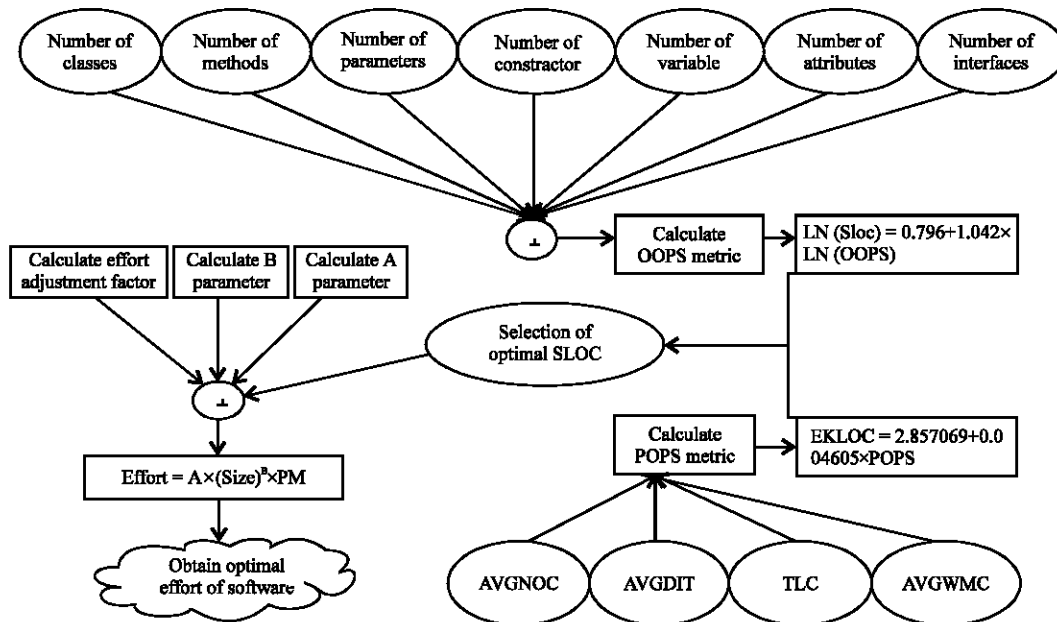 Number of
classes
Number of
methods
Number of
parameters
Number of
constractor
Number of
variable
Number of
attributes
Number of
interfaces
Calculate
OOPS metric
LN (Sloc) = 0.796+1.042×
LN (OOPS)
Calculate effort
adjustment factor
Calculate B
parameter
Calculate A
parameter
Selection of
optimal SLOC
Calculate
POPS metric
EKLOC = 2.857069+0.0
04605×POPS
Effort = A×(Size)^B×PM
Obtain optimal
effort of software
AVGNOC
AVGDIT
TLC
AVGWMC